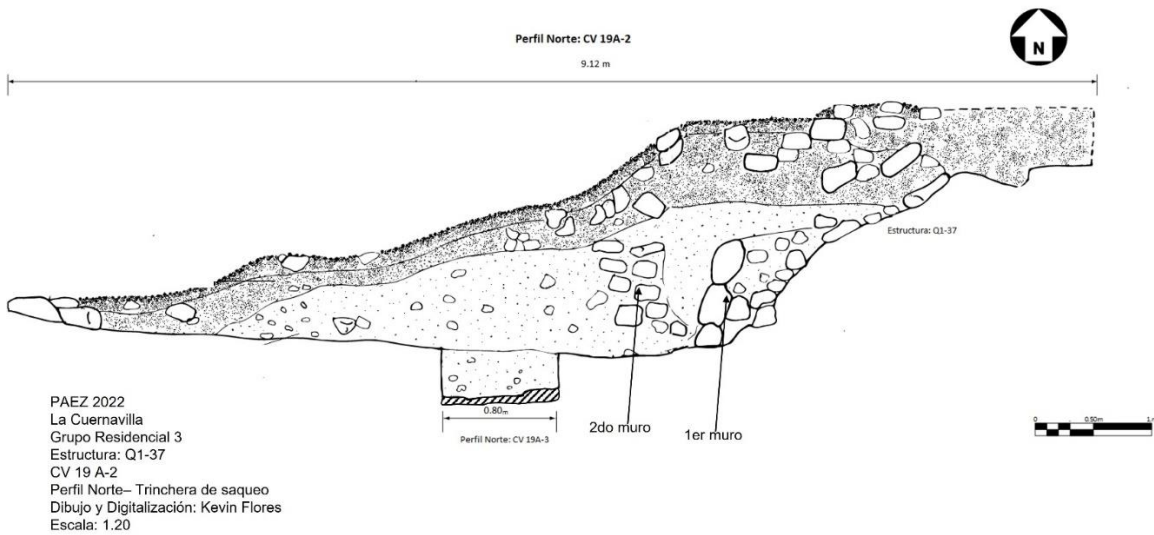 Perfil Norte: CV 19A-2
9.12 m
N
Estructura: Q1-37
0.80m
Perfil Norte: CV 19A-3
2do muro
1er muro
0
0.50m
PAEZ 2022
La Cuernavilla
Grupo Residencial 3
Estructura: Q1-37
CV 19 A-2
Perfil Norte– Trinchera de saqueo
Dibujo y Digitalización: Kevin Flores
Escala: 1.20